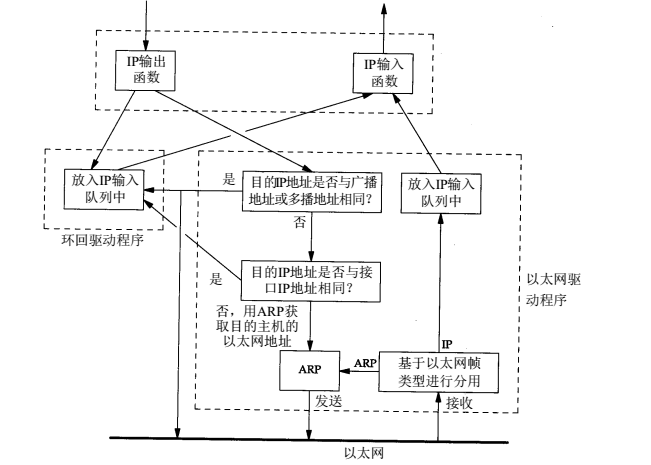 IP输出
函数
IP输入
函数
放入IP输入
队列中
环回驱动程序
是
目的IP地址是否与广播
地址或多播地址相同?
放入IP输入
队列中
否
是
目的IP地址是否与接
口IP地址相同?
以太网驱
动程序
否,用ARP获
取目的主机的
以太网地址
IP
ARP
ARP
基于以太网帧
类型进行分用
发送
接收
以太网